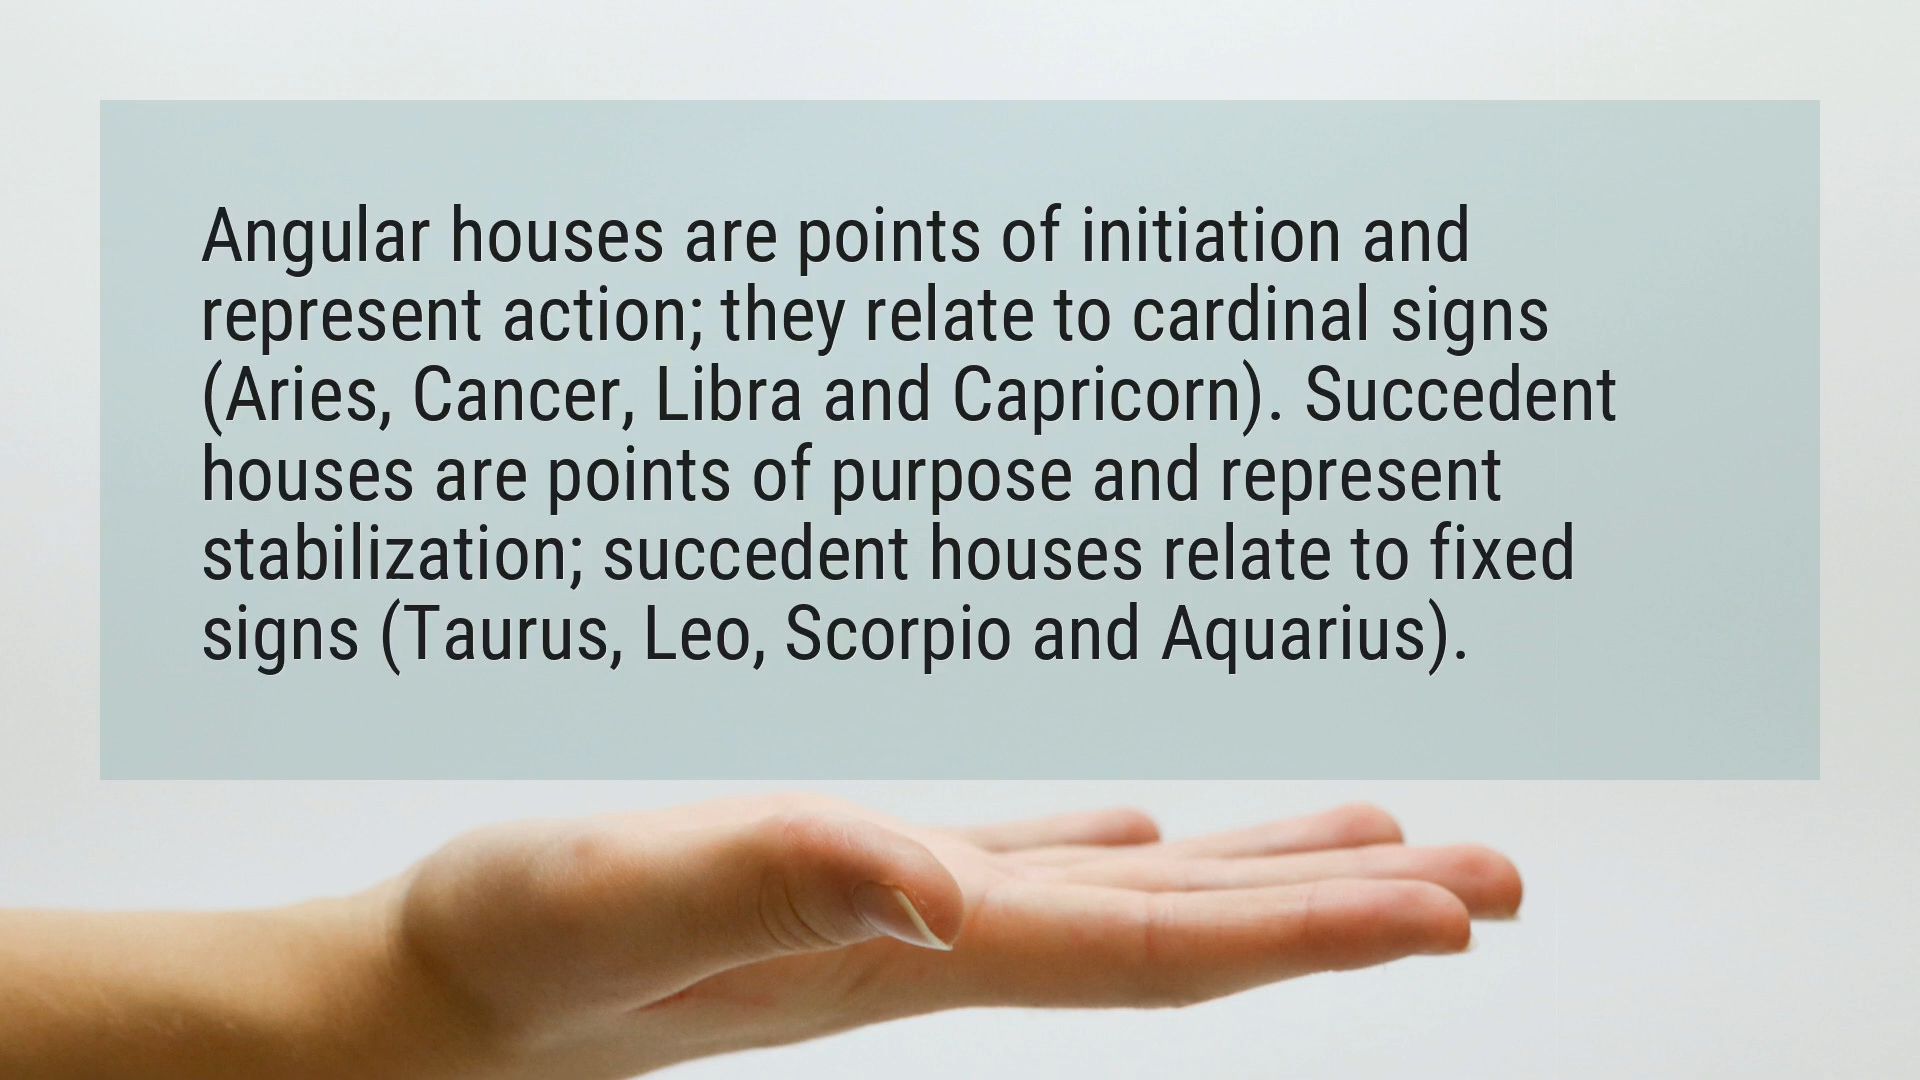 Angular houses are points of initiation and
represent action; they relate to cardinal signs
(Aries, Cancer, Libra and Capricorn). Succedent
houses are points of purpose and represent
stabilization; succedent houses relate to fixed
signs (Taurus, Leo, Scorpio and Aquarius).